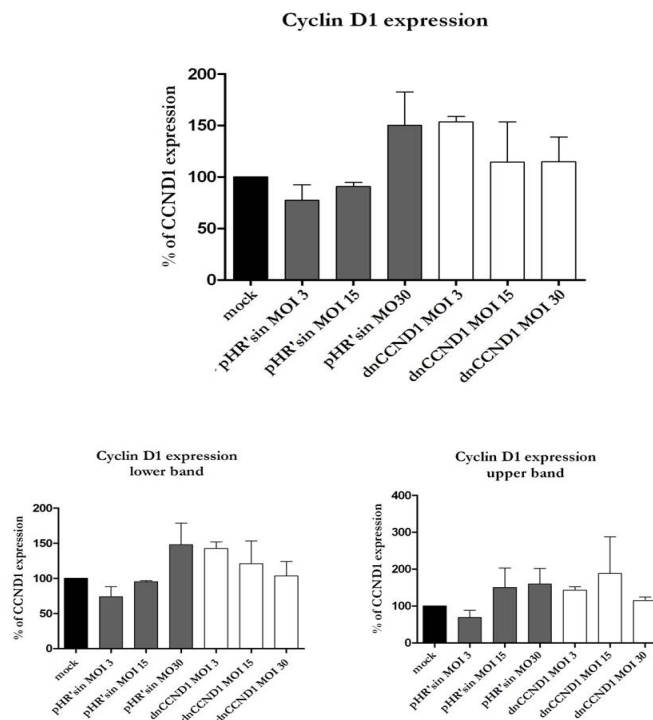 Cyclin D1 expression
% of CCND1 expression
200
150
100
50
0
mock
pHR'sin MOI 3
pHR'sin MOI 15
pHR'sin MO30
dnCCND1 MOI 3
dnCCND1 MOI 15
dnCCND1 MOI 30
Cyclin D1 expression
lower band
% of CCND1 expression
200
150
100
50
0
mock
pHR'sin MOI 3
pHR'sin MOI 15
pHR'sin MO30
dnCCND1 MOI 3
dnCCND1 MOI 15
dnCCND1 MOI 30
Cyclin D1 expression
upper band
% of CCND1 expression
400
300
200
100
0
mock
pHR'sin MOI 3
pHR'sin MOI 15
pHR'sin MOI 30
dnCCND1 MOI 3
dnCCND1 MOI 15
dnCCND1 MOI 30